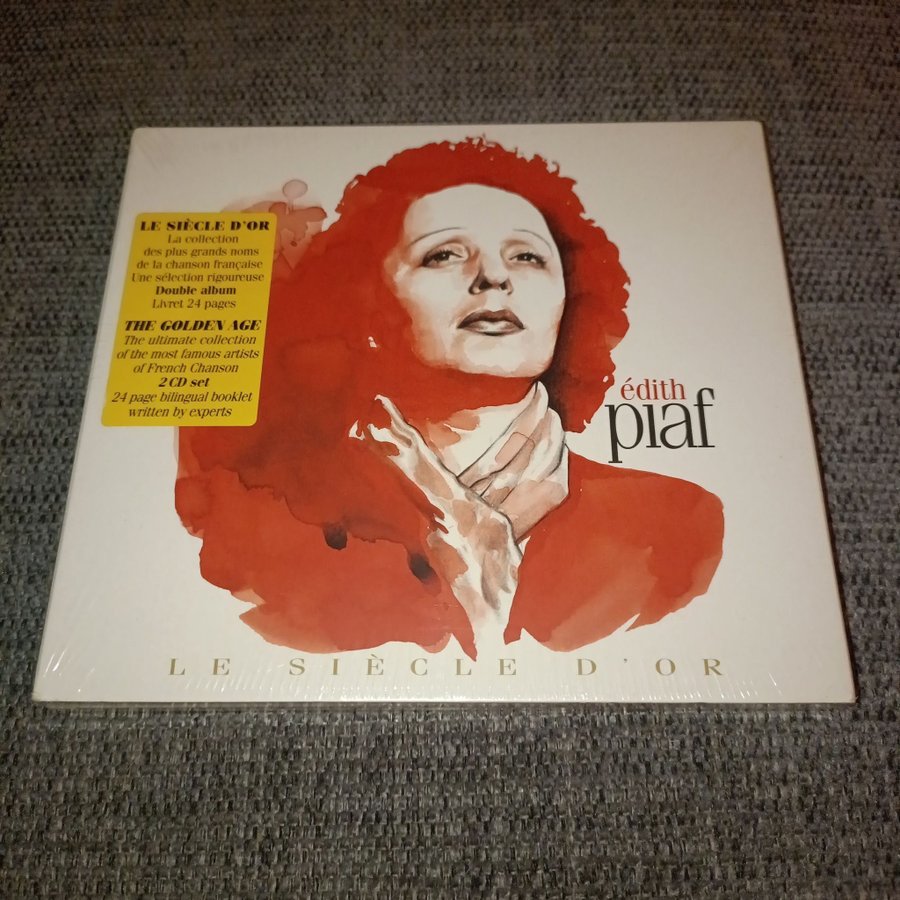 LE SIÈCLE D'OR
La collection
des plus grands noms
de la chanson française
Une sélection rigoureuse
Double album
Livret 24 pages
THE GOLDEN AGE
The ultimate collection
of the most famous artists
of French Chanson
2 CD set
24 page bilingual booklet
written by experts
édith
piaf
LE SIÈCLE D'OR